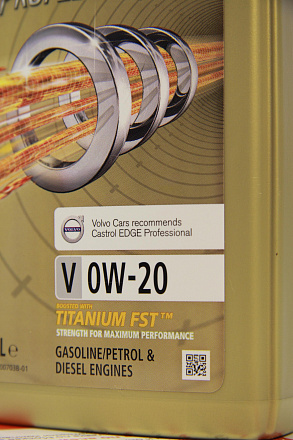 Volvo Cars recommends
Castrol EDGE Professional
VOLVO
V 0W-20
BOOSTED WITH
TITANIUM FST™
STRENGTH FOR MAXIMUM PERFORMANCE
L℮
GASOLINE/PETROL &
DIESEL ENGINES